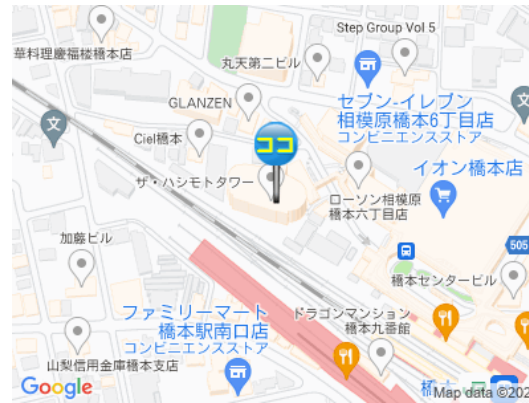 Step Group Vol 5
華料理慶福楼橋本店
丸天第二ビル
GLANZEN
セブン-イレブン
相模原橋本6丁目店
コンビニエンスストア
文
文
Ciel橋本
ココ
イオン橋本店
ザ・ハシモトタワー
ローソン相模原
橋本六丁目店
加藤ビル
505
橋本センタービル
ファミリーマート
橋本駅南口店
コンビニエンスストア
ドラゴンマンション
橋本九番館
山梨信用金庫橋本支店
Google
Map data ©202